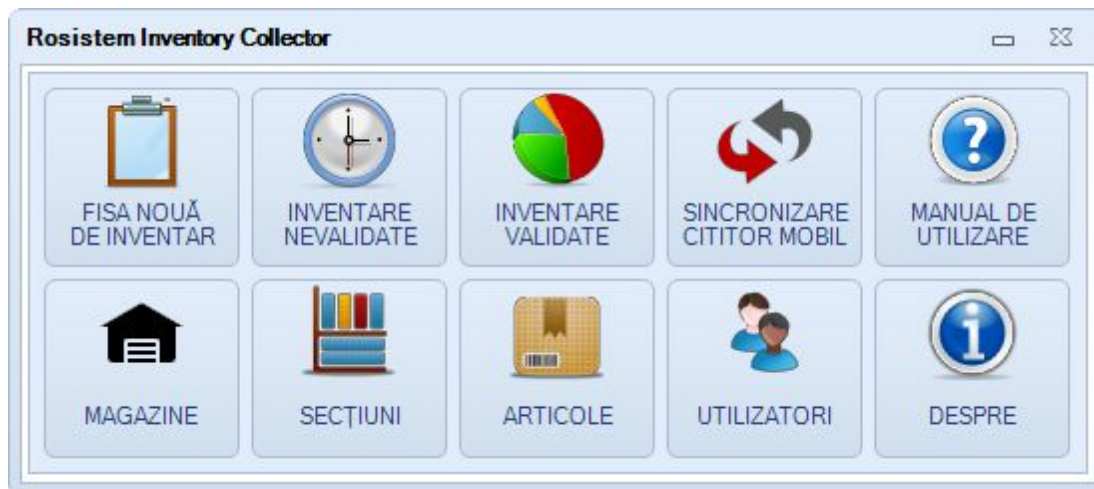 Rosistem Inventory Collector
FISA NOUĂ
DE INVENTAR
INVENTARE
NEVALIDATE
INVENTARE
VALIDATE
SINCRONIZARE
CITITOR MOBIL
MANUAL DE
UTILIZARE
MAGAZINE
SECȚIUNI
ARTICOLE
UTILIZATORI
DESPRE